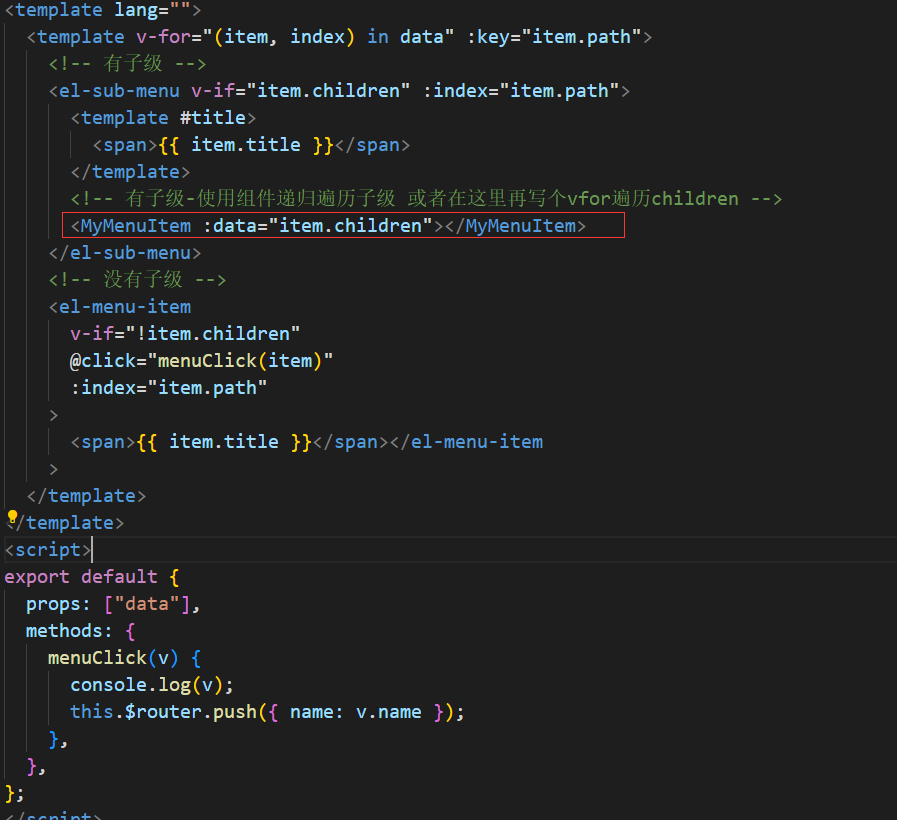 <template lang="">
<template v-for="(item, index) in data" :key="item.path">
<!-- 有子级 -->
<el-sub-menu v-if="item.children" :index="item.path">
<template #title>
<span>{{ item.title }}</span>
</template>
<!-- 有子级-使用组件递归遍历子级 或者在这里再写个vfor遍历children -->
<MyMenuItem :data="item.children"></MyMenuItem>
</el-sub-menu>
<!-- 没有子级 -->
<el-menu-item
v-if="!item.children"
@click="menuClick(item)"
:index="item.path"
>
<span>{{ item.title }}</span></el-menu-item
>
</template>
</template>
<script>
export default {
props: ["data"],
methods: {
menuClick(v) {
console.log(v);
this.$router.push({ name: v.name });
},
},
};
</script>